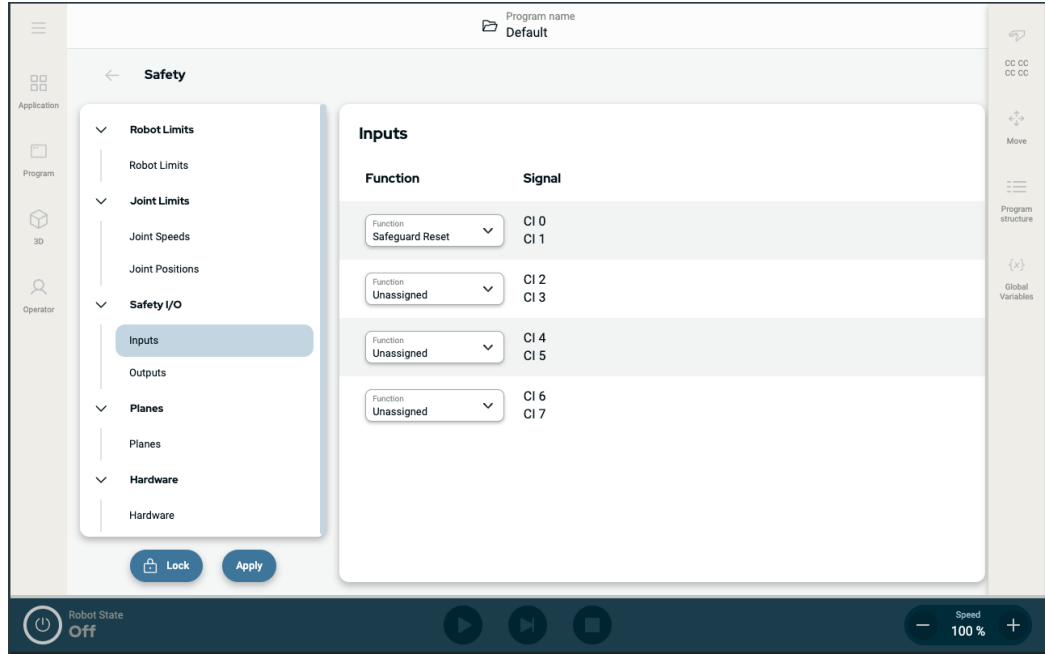 Program name
Default
Application
Program
3D
Operator
Safety
Robot Limits
Robot Limits
Joint Limits
Joint Speeds
Joint Positions
Safety I/O
Inputs
Outputs
Planes
Planes
Hardware
Hardware
Lock
Apply
Inputs
Function
Signal
Function
Safeguard Reset
CI 0
CI 1
Function
Unassigned
CI 2
CI 3
Function
Unassigned
CI 4
CI 5
Function
Unassigned
CI 6
CI 7
CC CC
CC CC
Move
Program
structure
{x}
Global
Variables
Robot State
Off
Speed
100 %